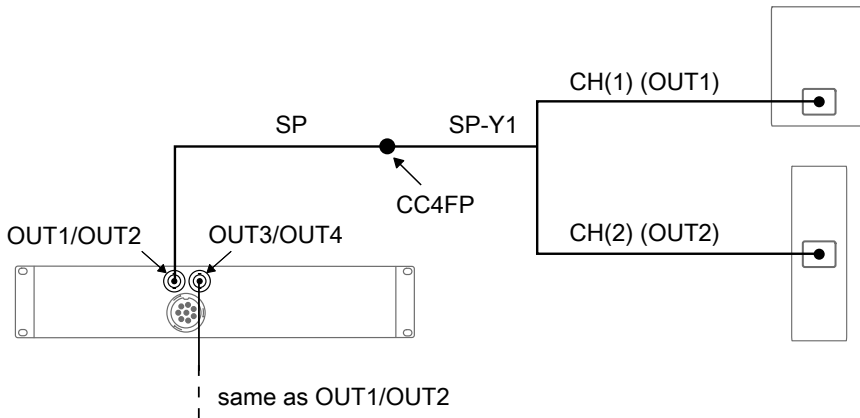 CH(1) (OUT1)
SP
SP-Y1
CC4FP
OUT1/OUT2
OUT3/OUT4
CH(2) (OUT2)
same as OUT1/OUT2